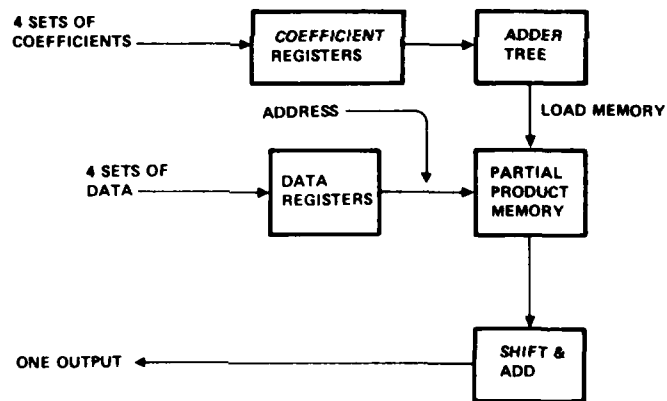 4 SETS OF
COEFFICIENTS
COEFFICIENT
REGISTERS
ADDER
TREE
ADDRESS
LOAD MEMORY
4 SETS OF
DATA
DATA
REGISTERS
PARTIAL
PRODUCT
MEMORY
ONE OUTPUT
SHIFT &
ADD